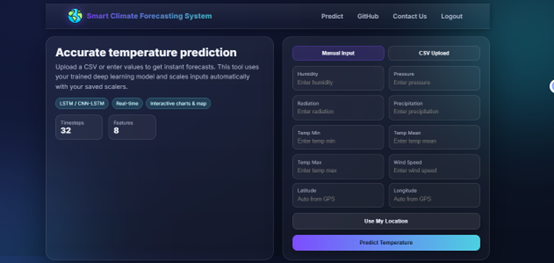 Smart Climate Forecasting System
Predict GitHub Contact Us Logout
Accurate temperature prediction
Upload a CSV or enter values to get instant forecasts. This tool uses
your trained deep learning model and scales inputs automatically
with your saved scalers.
LSTM / CNN-LSTM Real-time Interactive charts & map
Timesteps
32
Features
8
Manual Input CSV Upload
Humidity
Enter humidity
Pressure
Enter pressure
Radiation
Enter radiation
Precipitation
Enter precipitation
Temp Min
Enter temp min
Temp Mean
Enter temp mean
Temp Max
Enter temp max
Wind Speed
Enter wind speed
Latitude
Auto from GPS
Longitude
Auto from GPS
Use My Location
Predict Temperature